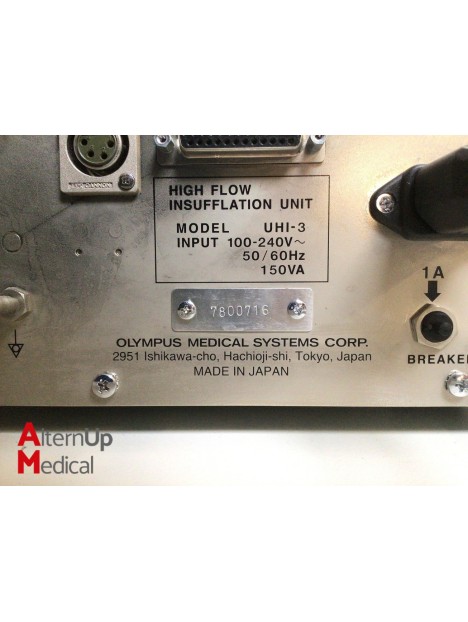 HIGH FLOW
INSUFFLATION UNIT
MODEL UHI-3
INPUT 100-240V~
50/60Hz
150VA
1A
7800716
BREAKER
OLYMPUS MEDICAL SYSTEMS CORP.
2951 Ishikawa-cho, Hachioji-shi, Tokyo, Japan
MADE IN JAPAN
AlternUp
Medical